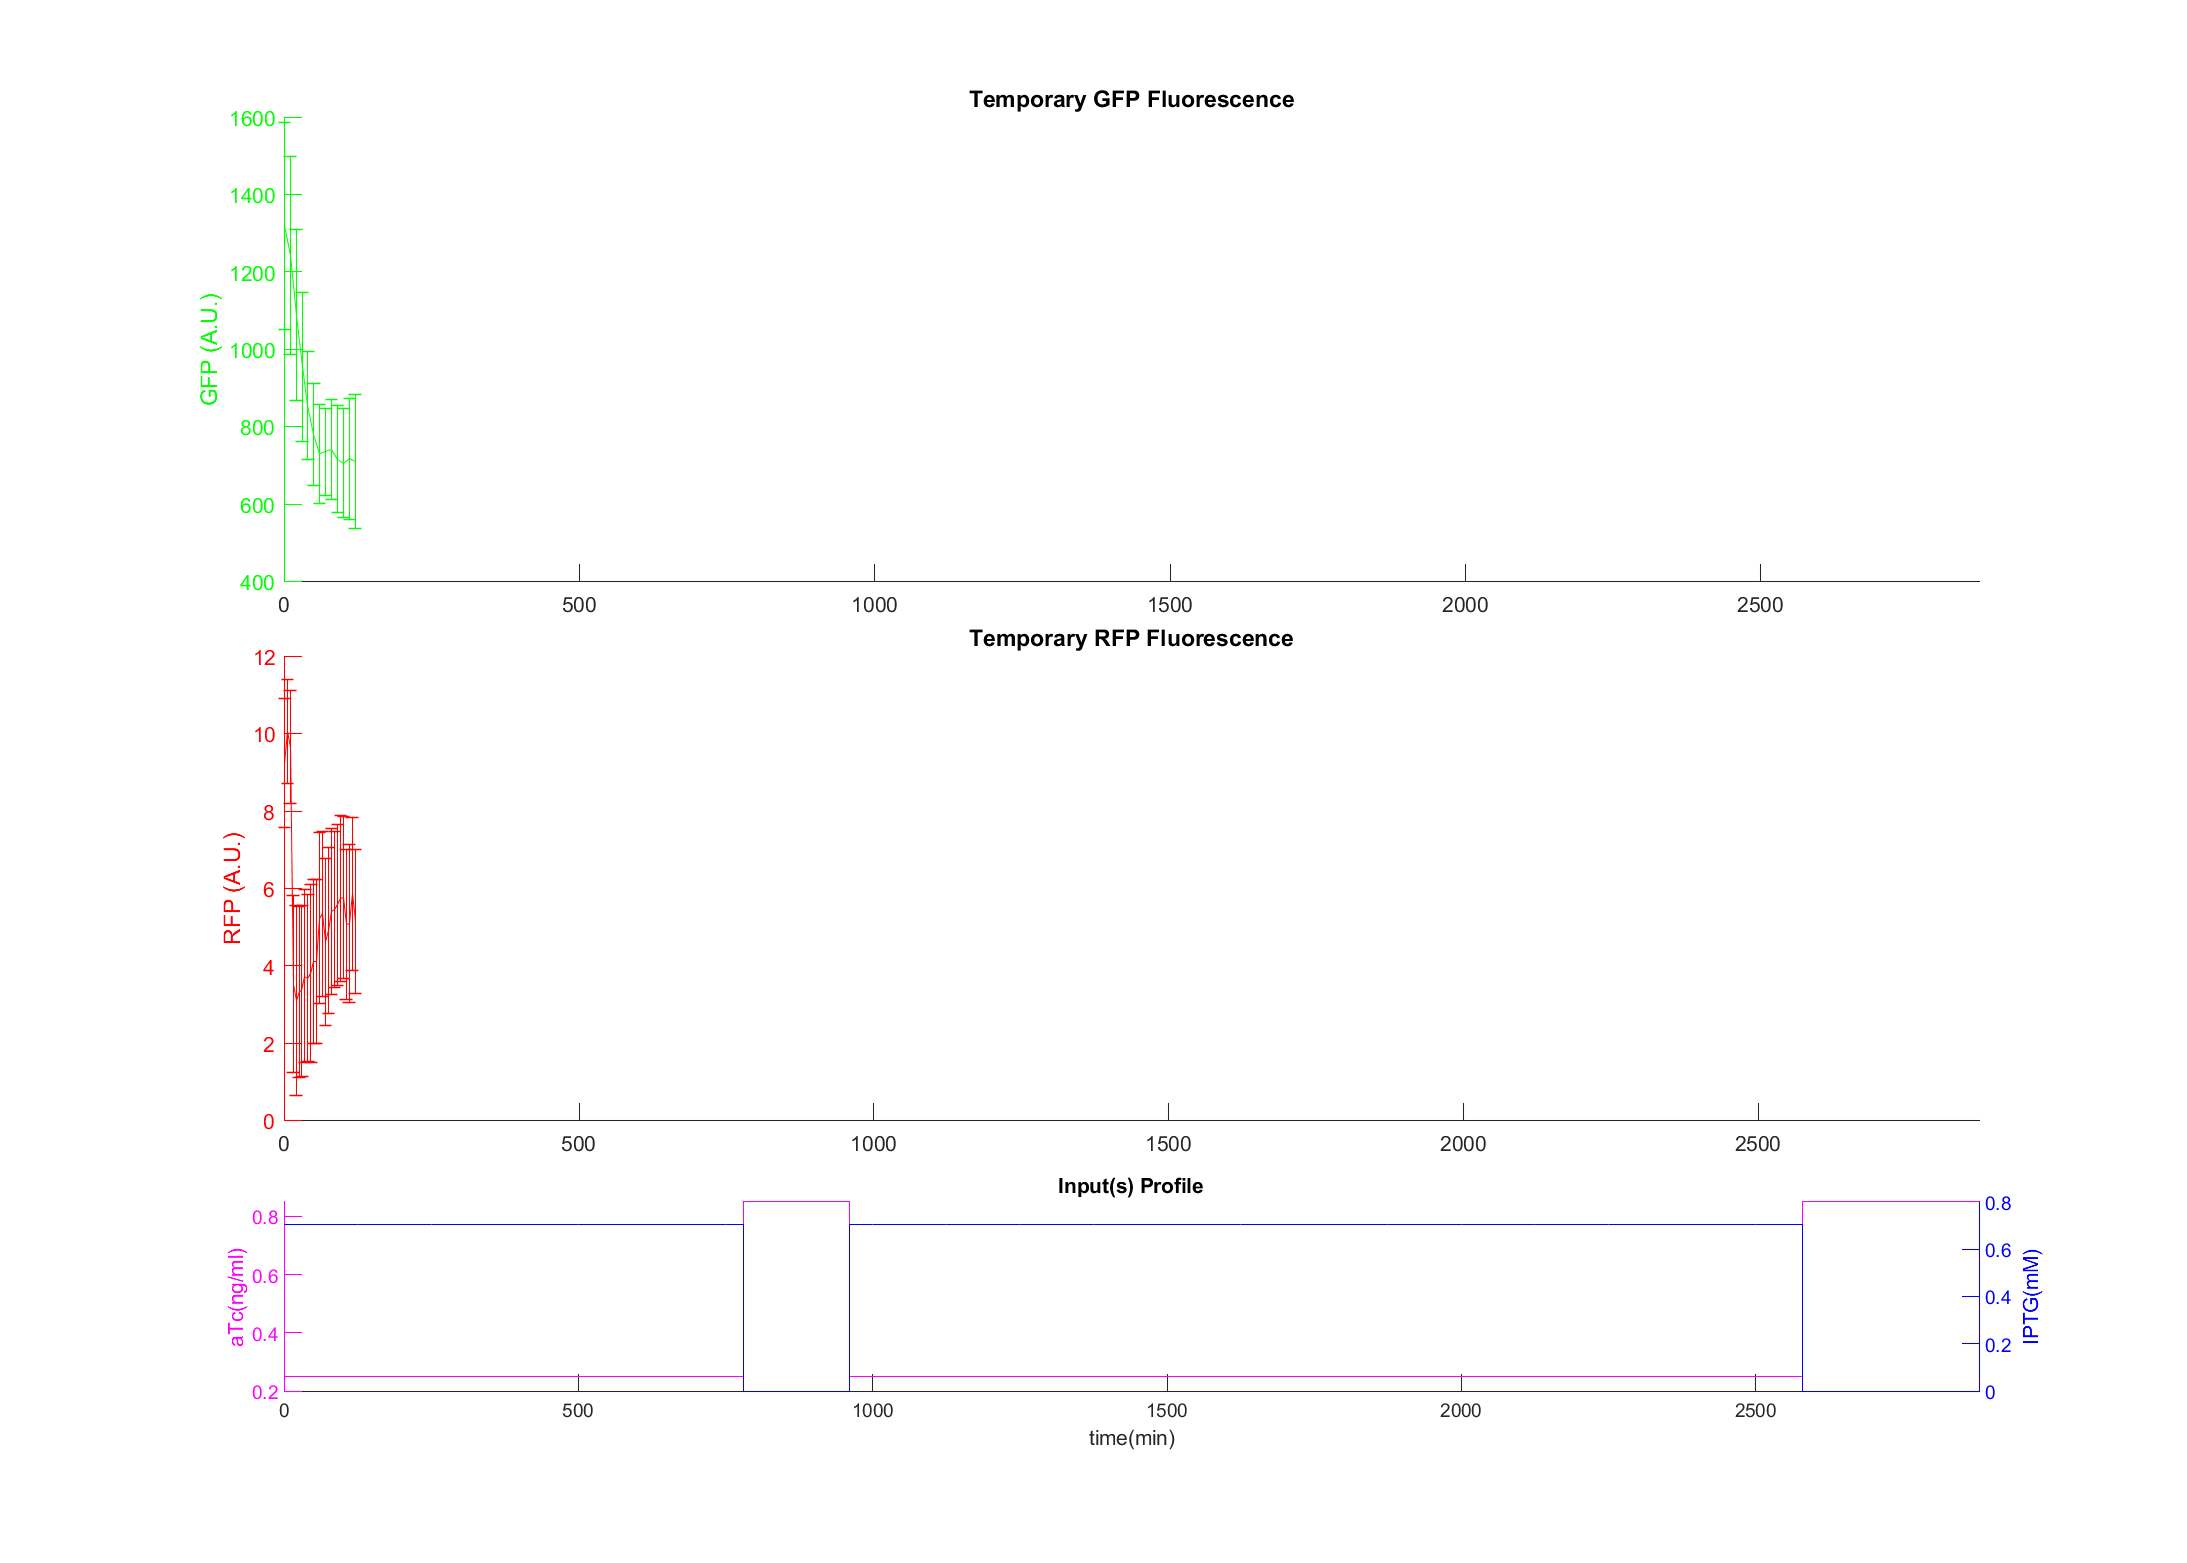 Temporary GFP Fluorescence
1600
1400
1200
1000
800
600
400
GFP (A.U.)
0 500 1000 1500 2000 2500
Temporary RFP Fluorescence
12
10
8
6
4
2
0
RFP (A.U.)
0 500 1000 1500 2000 2500
Input(s) Profile
0.8
0.6
0.4
0.2
aTc(ng/ml)
0.8
0.6
0.4
0.2
0
IPTG(mM)
0 500 1000 1500 2000 2500
time(min)